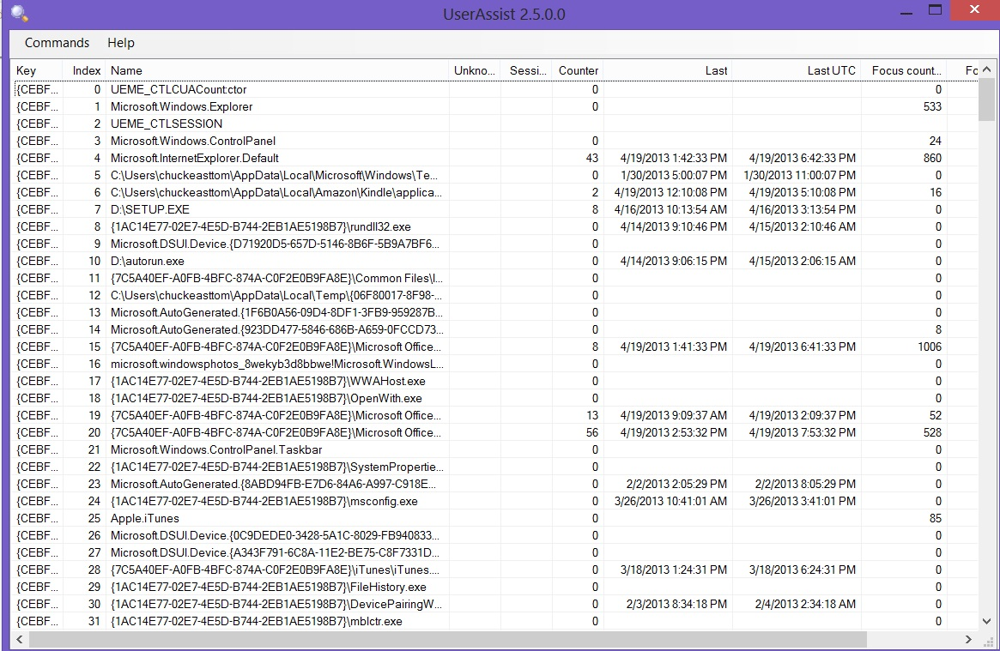 UserAssist 2.5.0.0
Commands Help
Key Index Name Unkno... Sessi... Counter Last Last UTC Focus count... Fc
{CEBF... 0 UEME_CTLCUACount:ctor 0 0
{CEBF... 1 Microsoft.Windows.Explorer 0 533
{CEBF... 2 UEME_CTLSESSION
{CEBF... 3 Microsoft.Windows.ControlPanel 0 24
{CEBF... 4 Microsoft.InternetExplorer.Default 43 4/19/2013 1:42:33 PM 4/19/2013 6:42:33 PM 860
{CEBF... 5 C:\Users\chuckeasttom\AppData\Local\Microsoft\Windows\Te... 0 1/30/2013 5:00:07 PM 1/30/2013 11:00:07 PM 0
{CEBF... 6 C:\Users\chuckeasttom\AppData\Local\Amazon\Kindle\applica... 2 4/19/2013 12:10:08 PM 4/19/2013 5:10:08 PM 16
{CEBF... 7 D:\SETUP.EXE 8 4/16/2013 10:13:54 AM 4/16/2013 3:13:54 PM 0
{CEBF... 8 {1AC14E77-02E7-4E5D-B744-2EB1AE5198B7}\rundll32.exe 0 4/14/2013 9:10:46 PM 4/15/2013 2:10:46 AM 0
{CEBF... 9 Microsoft.DSUI.Device.{D71920D5-657D-5146-8B6F-5B9A7BF6... 0 0
{CEBF... 10 D:\autorun.exe 0 4/14/2013 9:06:15 PM 4/15/2013 2:06:15 AM 0
{CEBF... 11 {7C5A40EF-A0FB-4BFC-874A-C0F2E0B9FA8E}\Common Files\I... 0 0
{CEBF... 12 C:\Users\chuckeasttom\AppData\Local\Temp\{06F80017-8F98-... 0 0
{CEBF... 13 Microsoft.AutoGenerated.{1F6B0A56-09D4-8DF1-3FB9-959287B... 0 0
{CEBF... 14 Microsoft.AutoGenerated.{923DD477-5846-686B-A659-0FCCD73... 0 8
{CEBF... 15 {7C5A40EF-A0FB-4BFC-874A-C0F2E0B9FA8E}\Microsoft Office... 8 4/19/2013 1:41:33 PM 4/19/2013 6:41:33 PM 1006
{CEBF... 16 microsoft.windowsphotos_8wekyb3d8bbwe!Microsoft.WindowsL... 0 0
{CEBF... 17 {1AC14E77-02E7-4E5D-B744-2EB1AE5198B7}\WWAHost.exe 0 0
{CEBF... 18 {1AC14E77-02E7-4E5D-B744-2EB1AE5198B7}\OpenWith.exe 0 0
{CEBF... 19 {7C5A40EF-A0FB-4BFC-874A-C0F2E0B9FA8E}\Microsoft Office... 13 4/19/2013 9:09:37 AM 4/19/2013 2:09:37 PM 52
{CEBF... 20 {7C5A40EF-A0FB-4BFC-874A-C0F2E0B9FA8E}\Microsoft Office... 56 4/19/2013 2:53:32 PM 4/19/2013 7:53:32 PM 528
{CEBF... 21 Microsoft.Windows.ControlPanel.Taskbar 0 0
{CEBF... 22 {1AC14E77-02E7-4E5D-B744-2EB1AE5198B7}\SystemPropertie... 0 0
{CEBF... 23 Microsoft.AutoGenerated.{8ABD94FB-E7D6-84A6-A997-C918E... 0 2/2/2013 2:05:29 PM 2/2/2013 8:05:29 PM 0
{CEBF... 24 {1AC14E77-02E7-4E5D-B744-2EB1AE5198B7}\msconfig.exe 0 3/26/2013 10:41:01 AM 3/26/2013 3:41:01 PM 0
{CEBF... 25 Apple.iTunes 0 85
{CEBF... 26 Microsoft.DSUI.Device.{0C9DEDE0-3428-5A1C-8029-FB940833... 0 0
{CEBF... 27 Microsoft.DSUI.Device.{A343F791-6C8A-11E2-BE75-C8F7331D... 0 0
{CEBF... 28 {7C5A40EF-A0FB-4BFC-874A-C0F2E0B9FA8E}\iTunes\iTunes.... 0 3/18/2013 1:24:31 PM 3/18/2013 6:24:31 PM 0
{CEBF... 29 {1AC14E77-02E7-4E5D-B744-2EB1AE5198B7}\FileHistory.exe 0 0
{CEBF... 30 {1AC14E77-02E7-4E5D-B744-2EB1AE5198B7}\DevicePairingW... 0 2/3/2013 8:34:18 PM 2/4/2013 2:34:18 AM 0
{CEBF... 31 {1AC14E77-02E7-4E5D-B744-2EB1AE5198B7}\mblctr.exe 0 0